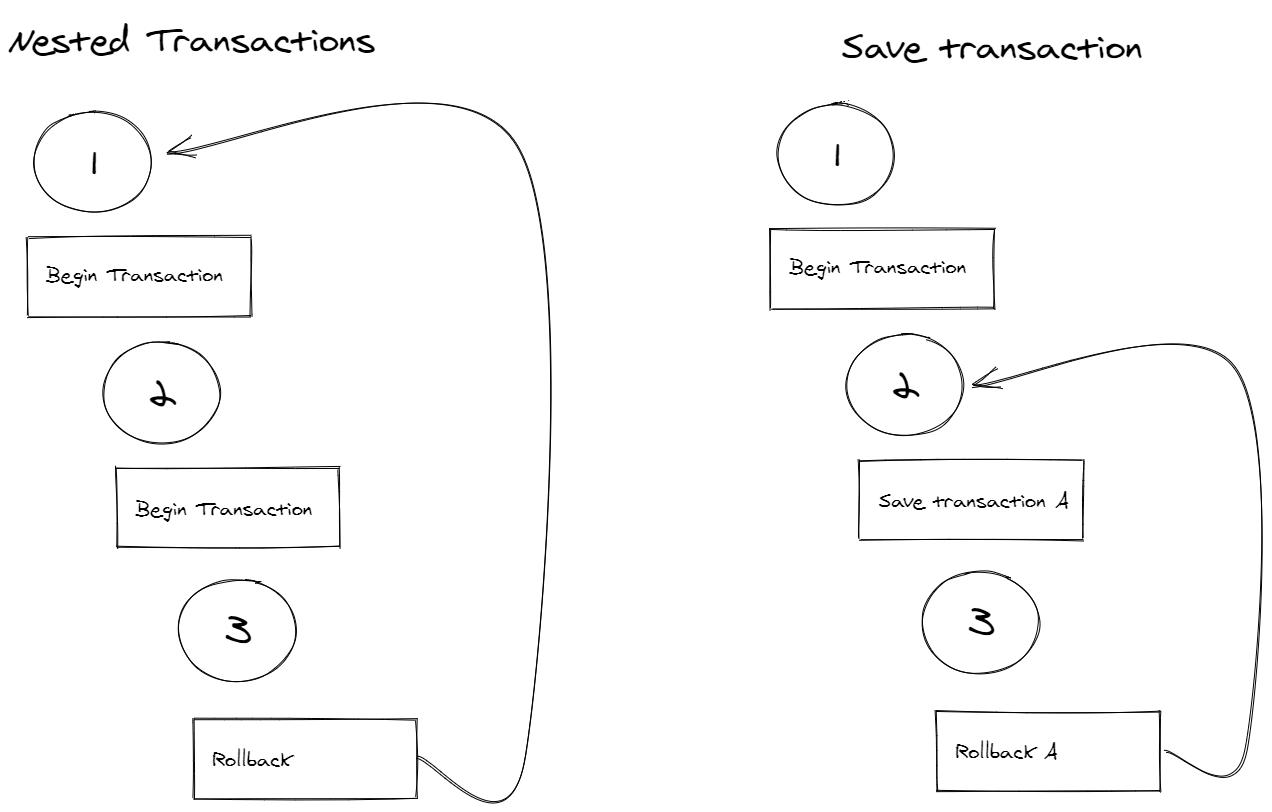 Nested Transactions
1
Begin Transaction
2
Begin Transaction
3
Rollback
Save transaction
1
Begin Transaction
2
Save transaction A
3
Rollback A